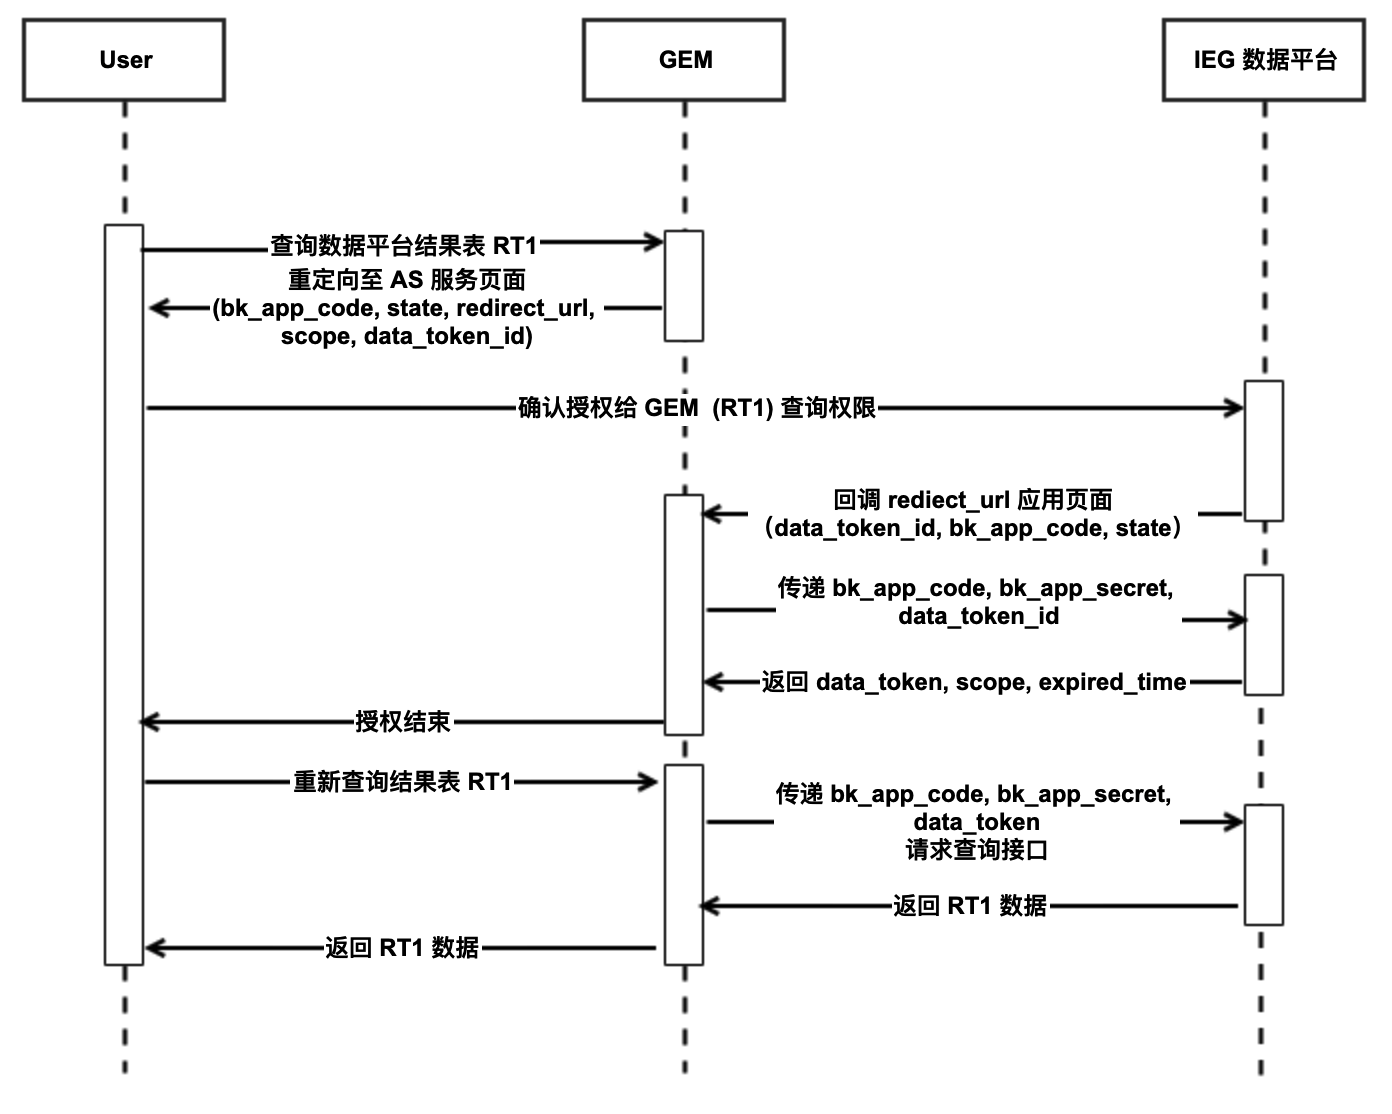 User
GEM
IEG 数据平台
查询数据平台结果表 RT1
重定向至 AS 服务页面
(bk_app_code, state, redirect_url,
scope, data_token_id)
确认授权给 GEM (RT1) 查询权限
回调 rediect_url 应用页面
（data_token_id, bk_app_code, state）
传递 bk_app_code, bk_app_secret,
data_token_id
返回 data_token, scope, expired_time
授权结束
重新查询结果表 RT1
传递 bk_app_code, bk_app_secret,
data_token
请求查询接口
返回 RT1 数据
返回 RT1 数据